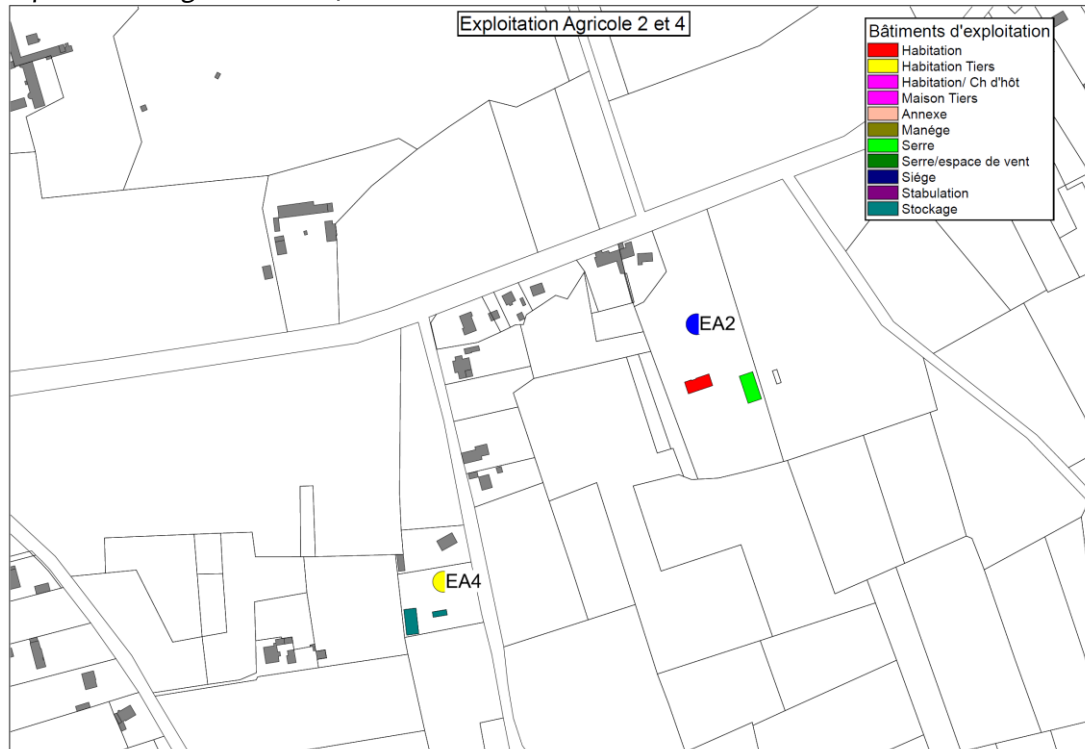 Exploitation Agricole 2 et 4
Bâtiments d'exploitation
Habitation
Habitation Tiers
Habitation/ Ch d'hôt
Maison Tiers
Annexe
Manége
Serre
Serre/espace de vent
Siége
Stabulation
Stockage
EA2
EA4